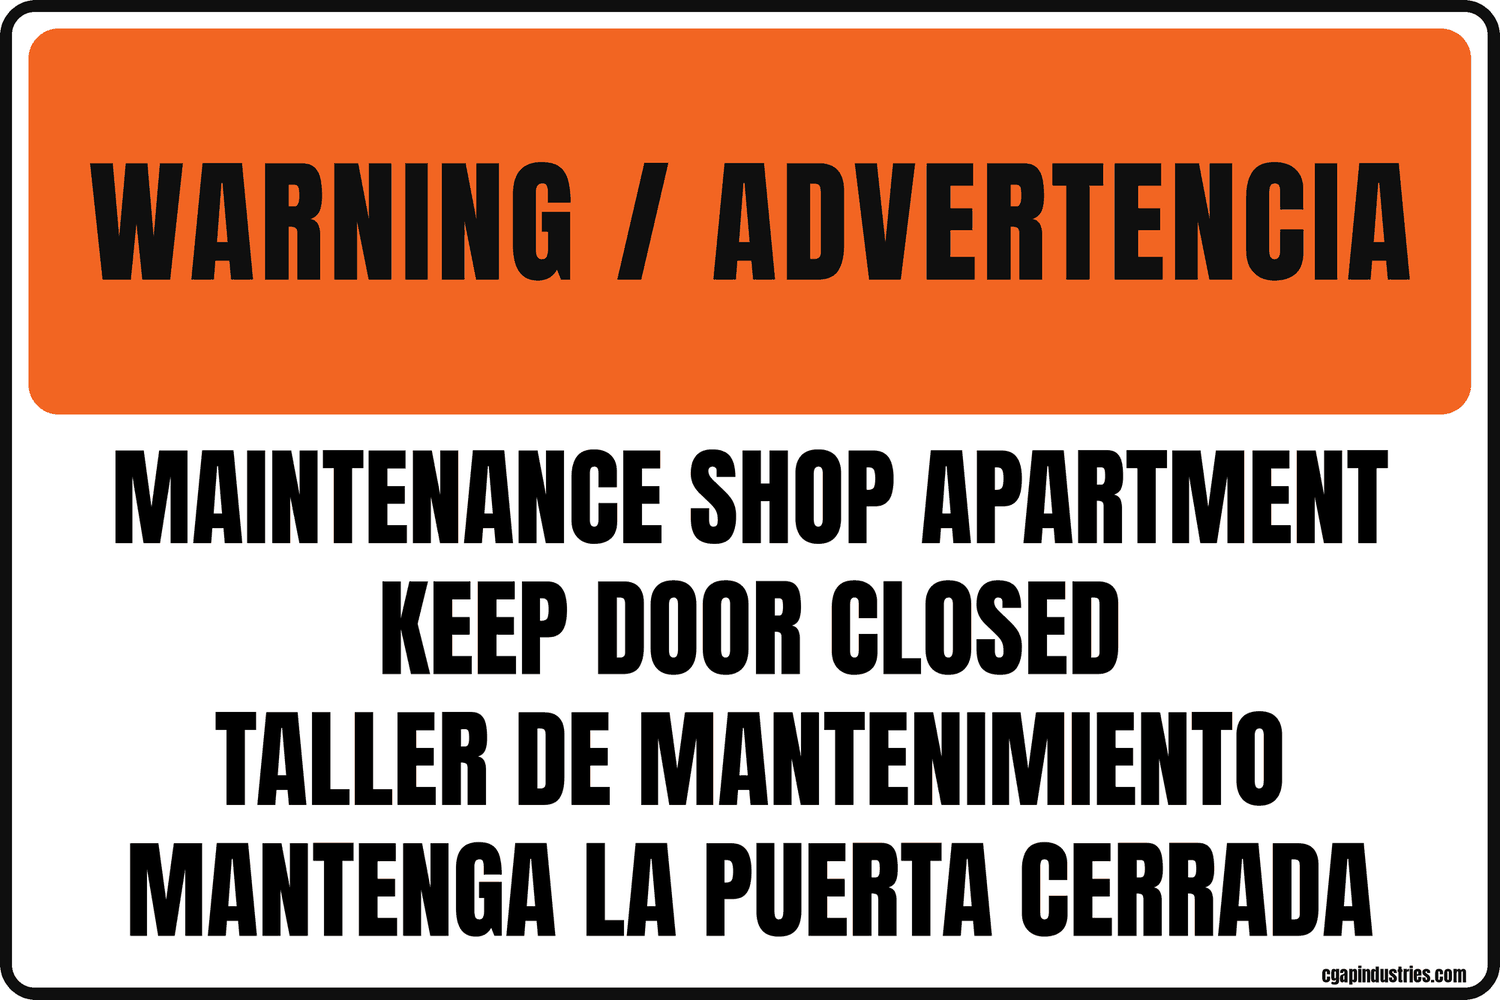 WARNING / ADVERTENCIA
MAINTENANCE SHOP APARTMENT
KEEP DOOR CLOSED
TALLER DE MANTENIMIENTO
MANTENGA LA PUERTA CERRADA
cgapindustries.com